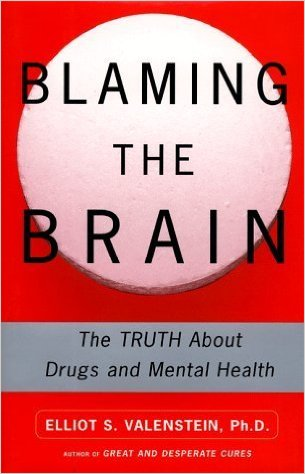 BLAMING
THE
BRAIN
The TRUTH About
Drugs and Mental Health
ELLIOT S. VALENSTEIN, Ph.D.
AUTHOR OF GREAT AND DESPERATE CURES